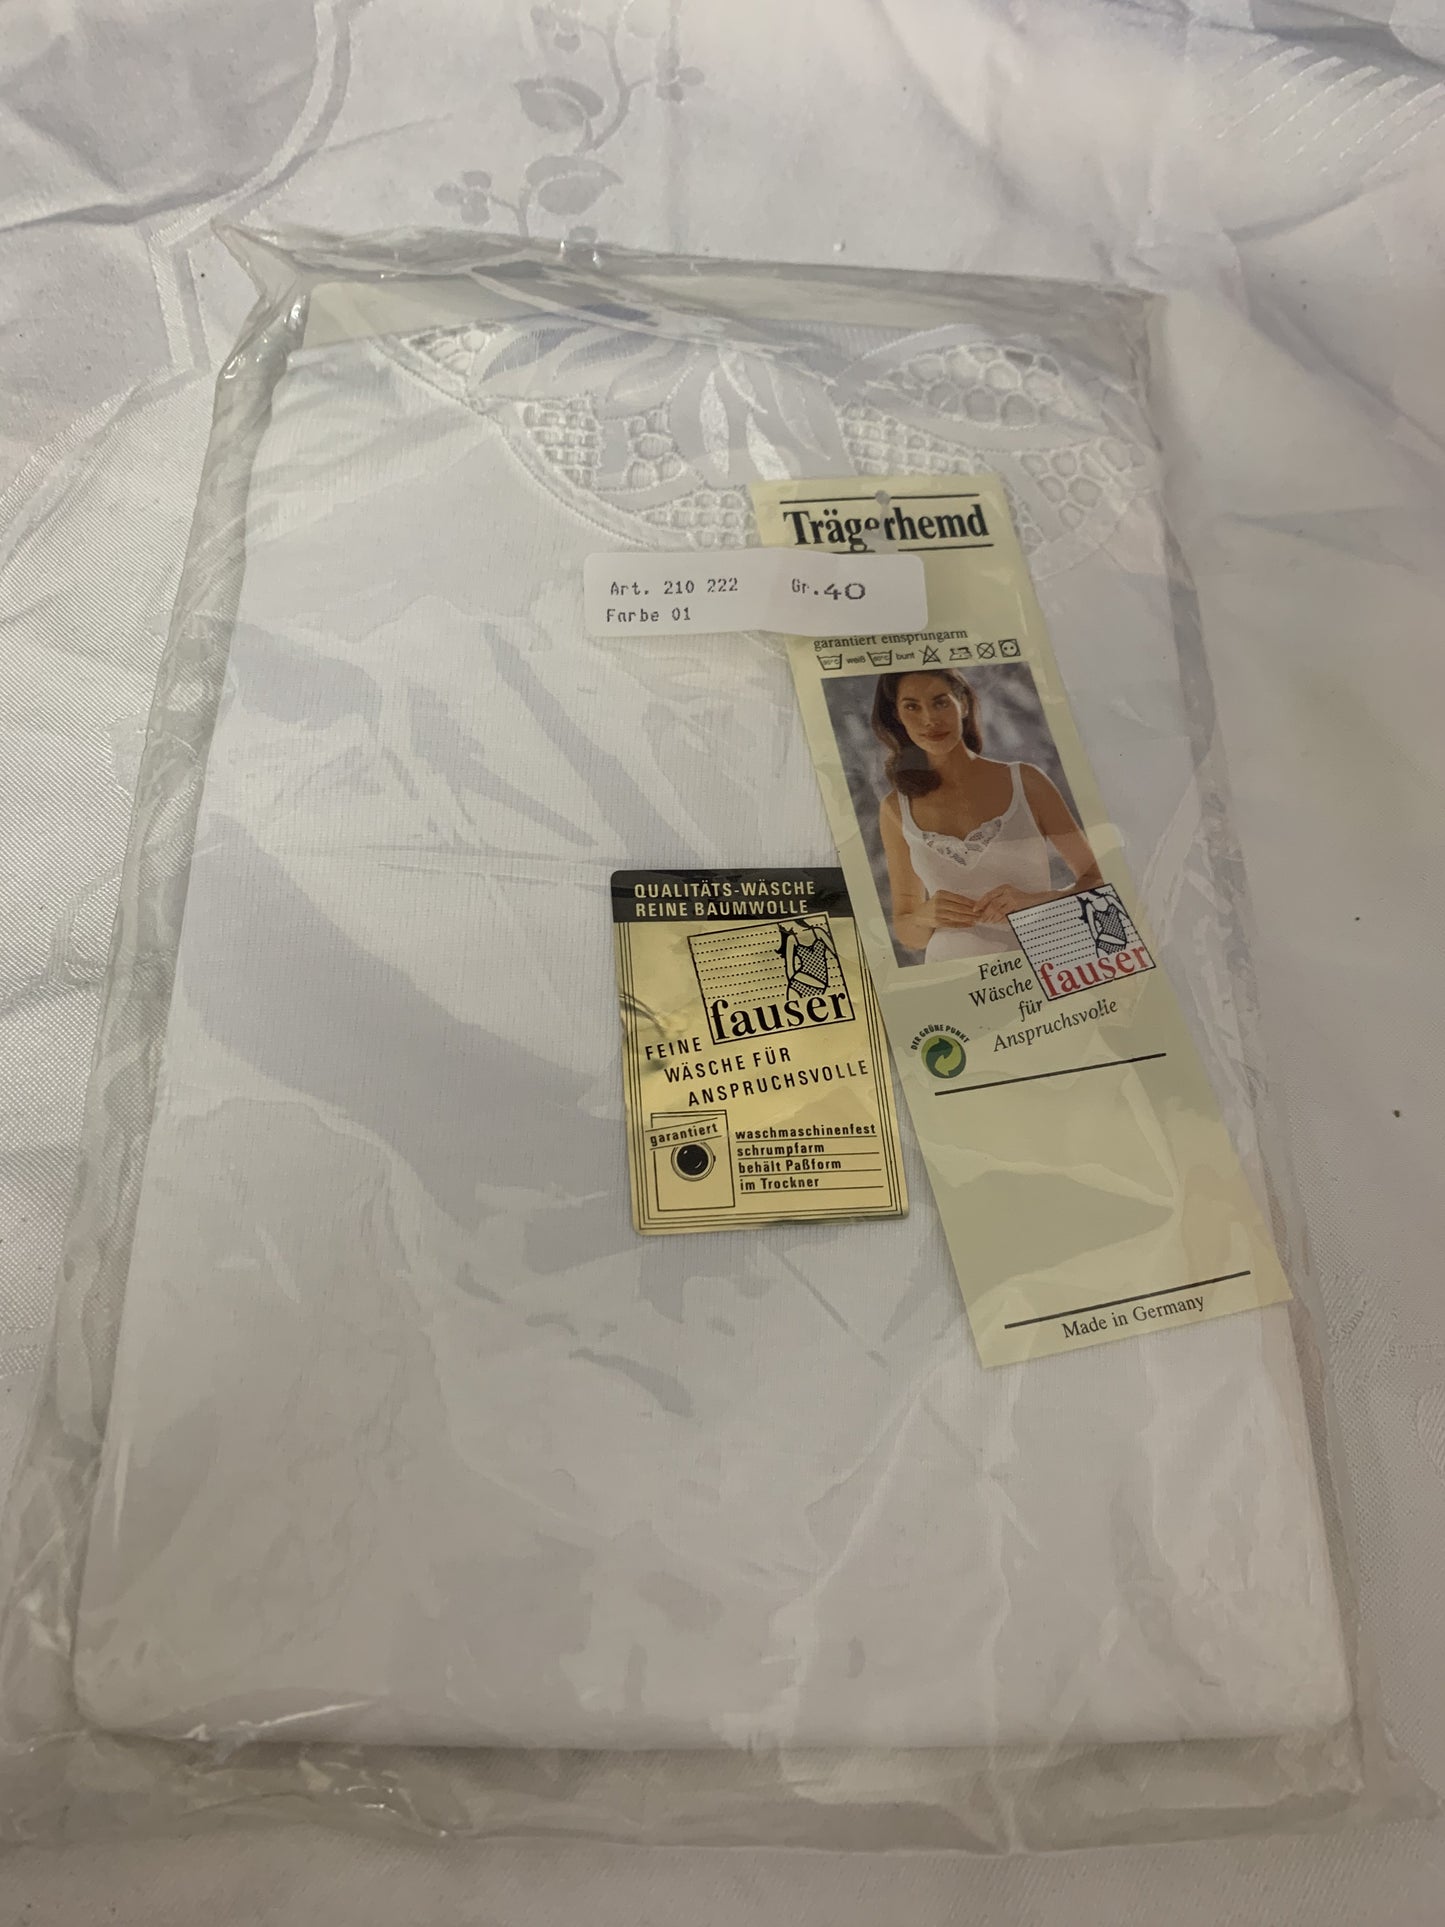 Trägerhemd
Art. 210 222 Gr.40
Farbe 01
garantiert einsprungarm
weiß bunt
QUALITÄTS-WÄSCHE
REINE BAUMWOLLE
fauser
FEINE
WÄSCHE FÜR
ANSPRUCHSVOLLE
garantiert
waschmaschinenfest
schrumpfarm
behält Paßform
im Trockner
Feine
Wäsche
für
Anspruchsvolle
fauser
DER GRÜNE PUNKT
Made in Germany